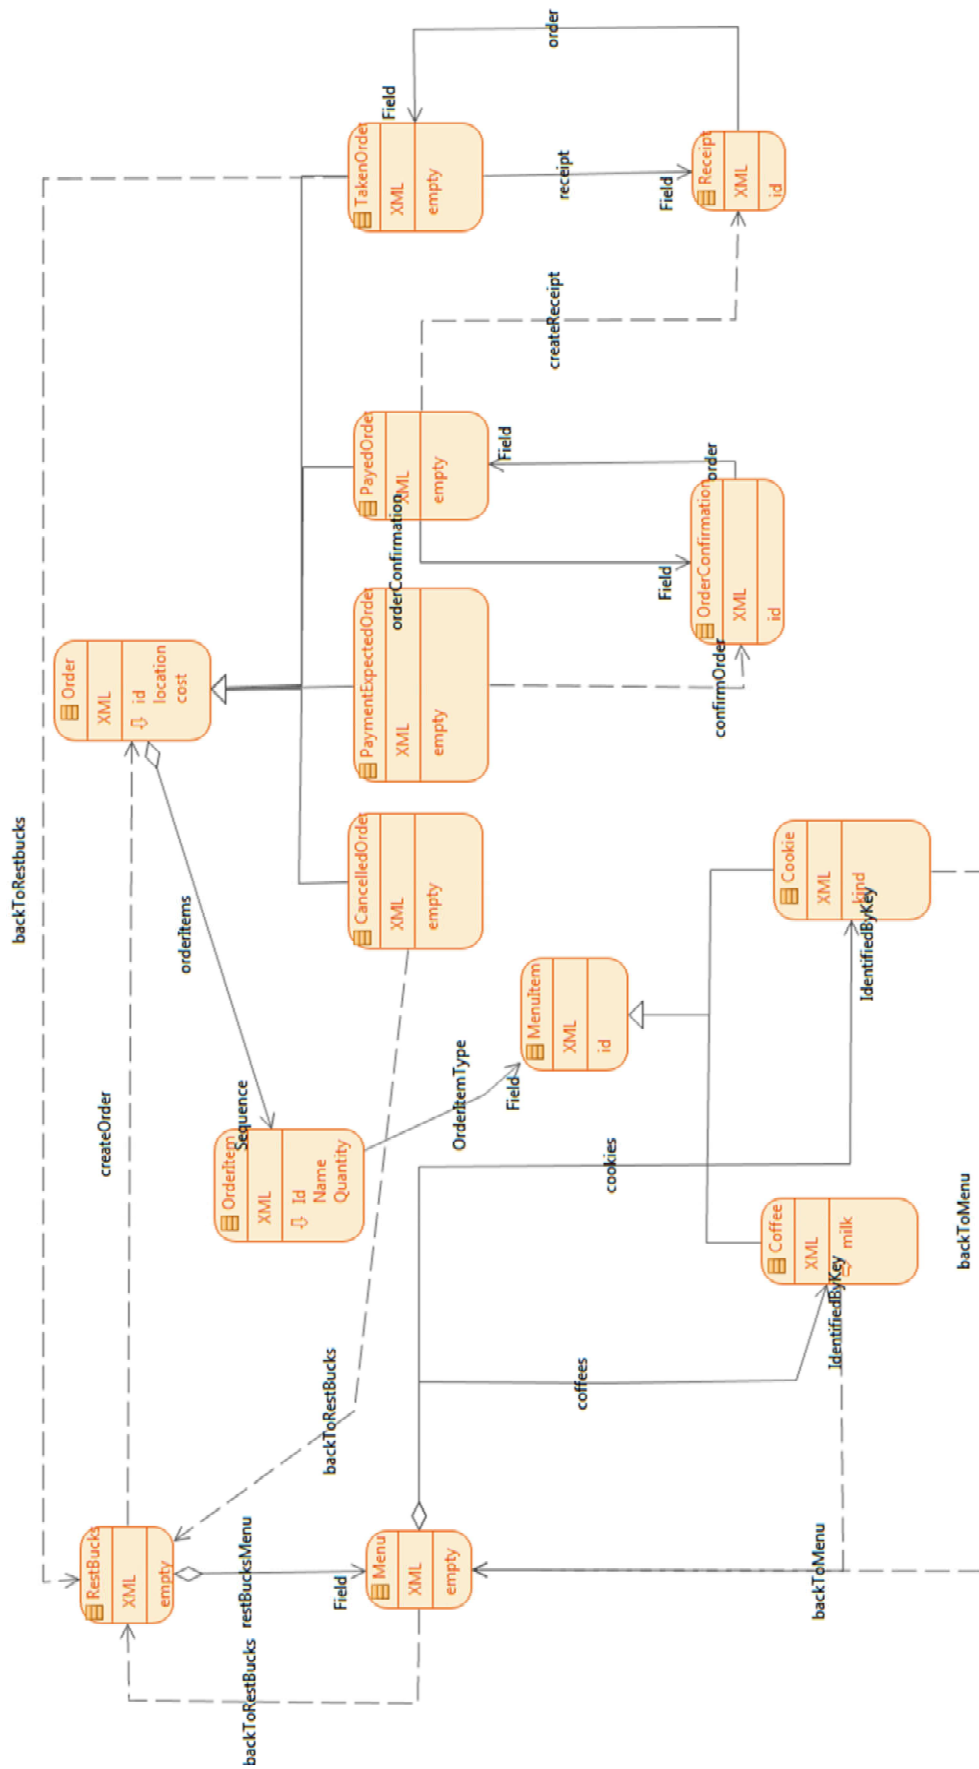 backToRestBucks
RestBucks
XML
empty
restBucksMenu
Field
Menu
XML
empty
backToRestBucks
backToMenu
createOrder
coffees
IdentifiedByKey
Coffee
XML
milk
backToMenu
OrderItem
XML
Id
Name
Quantity
Sequence
cookies
OrderItemType
Field
MenuItem
XML
id
IdentifiedByKey
Cookie
XML
kind
backToRestbucks
orderItems
Order
XML
id
location
cost
CancelledOrder
XML
empty
PaymentExpectedOrder
XML
empty
confirmOrder
orderConfirmation
Field
OrderConfirmation
XML
id
PayedOrder
XML
empty
Field
order
createReceipt
TakenOrder
XML
empty
Field
receipt
Field
Receipt
XML
id
order